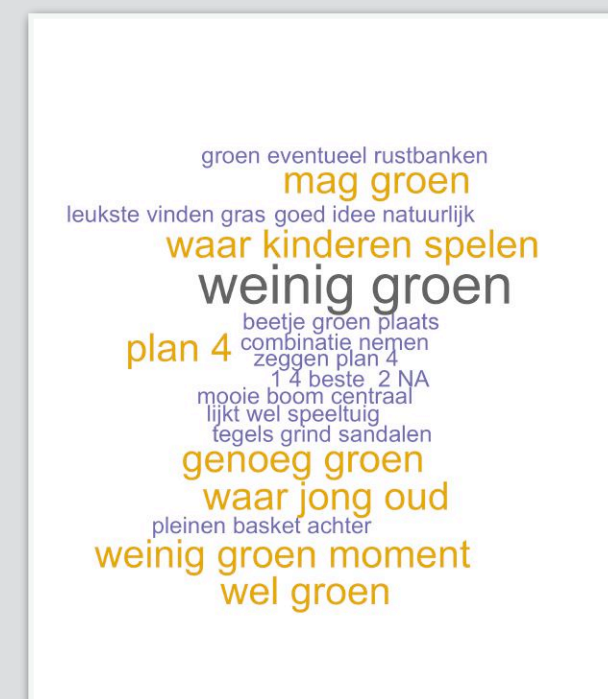 groen eventueel rustbanken
mag groen
leukste vinden gras goed idee natuurlijk
waar kinderen spelen
weinig groen
beetje groen plaats
plan 4
combinatie nemen
zeggen plan 4
1 4 beste 2 NA
mooie boom centraal
lijkt wel speeltuig
tegels grind sandalen
genoeg groen
waar jong oud
pleinen basket achter
weinig groen moment
wel groen